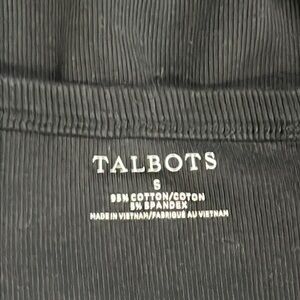 TALBOTS
S
95% COTTON/COTON
5% SPANDEX
MADE IN VIETNAM/FABRIQUÉ AU VIETNAM